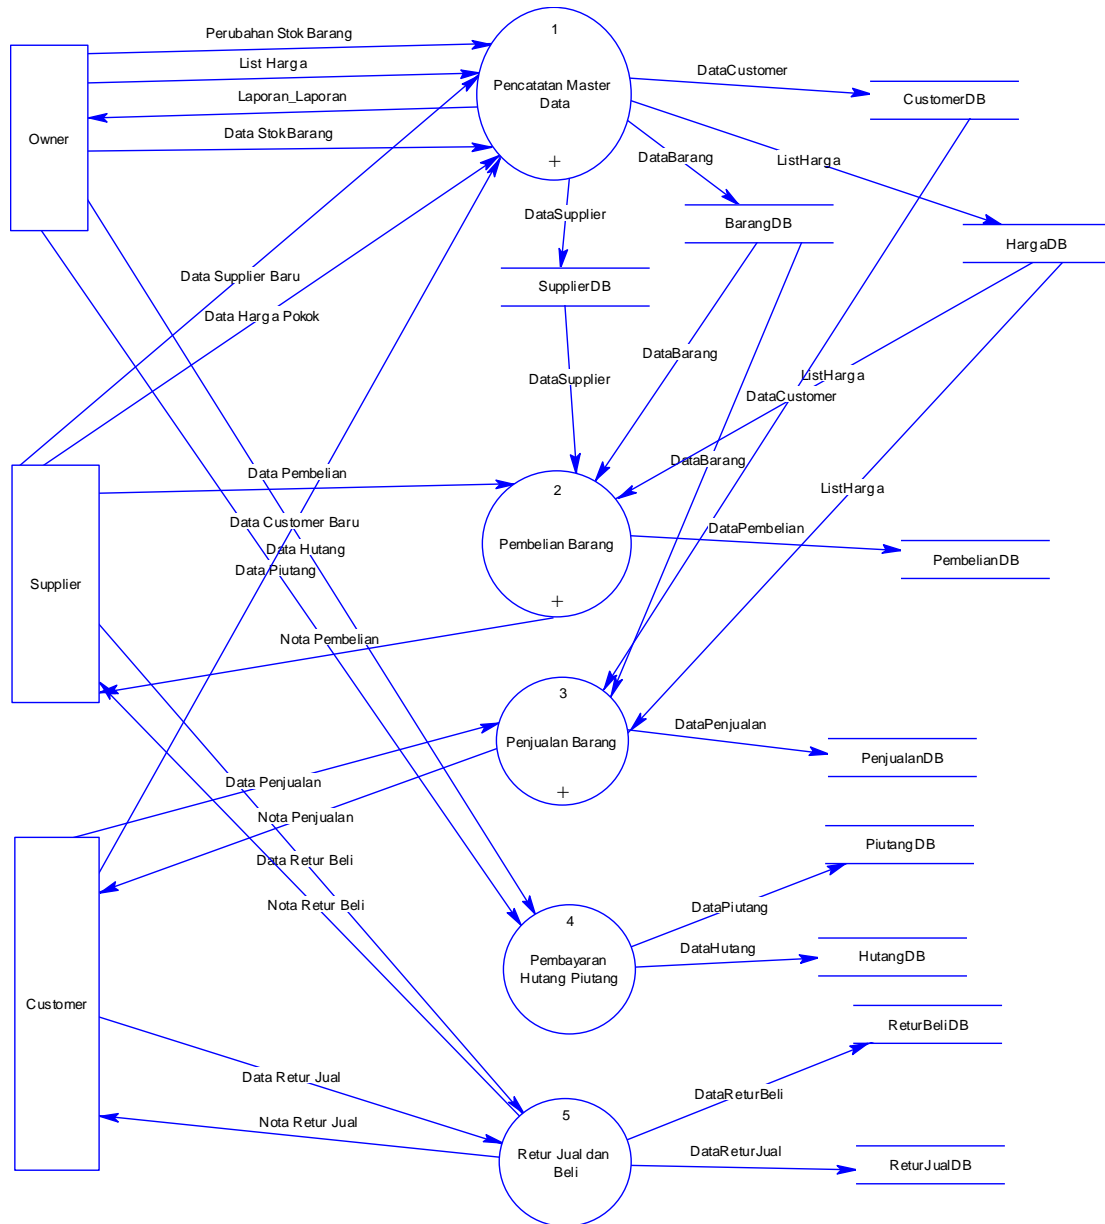 1
Perubahan StokBarang
List Harga
DataCustomer
Pencatatan Master
Data
CustomerDB
Laporan_Laporan
Owner
Data StokBarang
DataBarang
ListHarga
+
DataSupplier
BarangDB
HargaDB
Data Supplier Baru
SupplierDB
Data Harga Pokok
DataBarang
DataSupplier
ListHarga
DataCustomer
DataBarang
Data Pembelian
2
ListHarga
Data Customer Baru
DataPembelian
Pembelian Barang
Data Hutang
PembelianDB
Data Piutang
Supplier
+
Nota Pembelian
3
DataPenjualan
Penjualan Barang
PenjualanDB
Data Penjualan
+
Nota Penjualan
PiutangDB
Data Retur Beli
Nota Retur Beli
DataPiutang
4
DataHutang
Pembayaran
Hutang Piutang
HutangDB
Customer
ReturBeliDB
Data Retur Jual
DataReturBeli
5
Nota Retur Jual
DataReturJual
Retur Jual dan
Beli
ReturJualDB